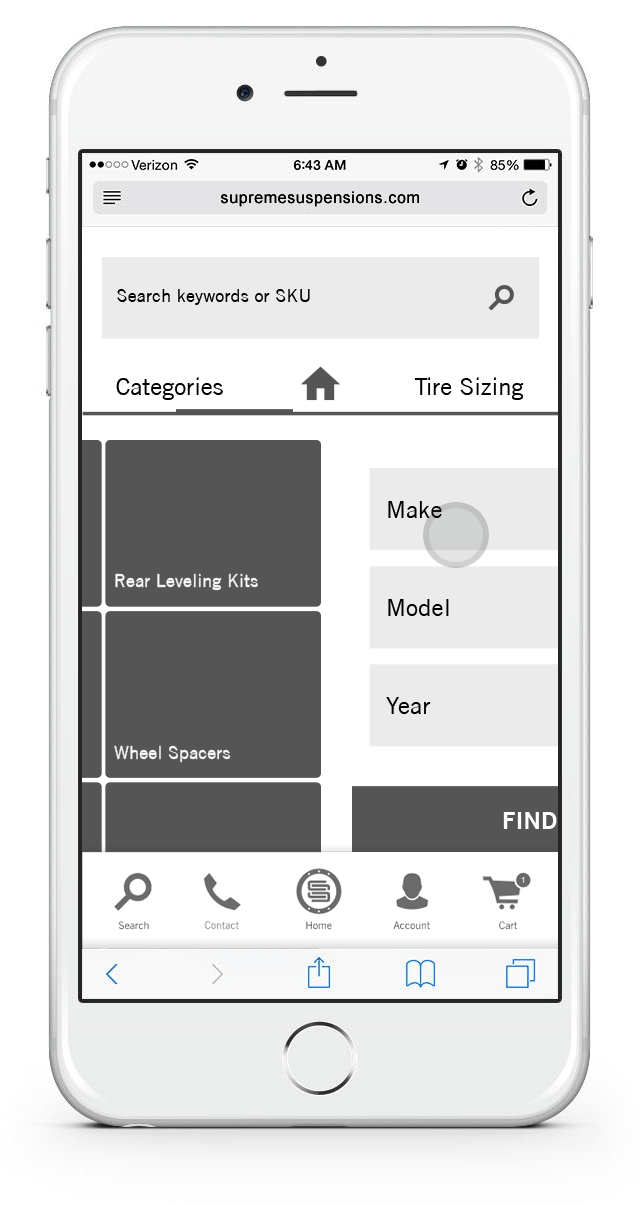 Verizon 6:43 AM 85%
supremesuspensions.com
Search keywords or SKU
Categories Tire Sizing
Make
Rear Leveling Kits
Model
Year
Wheel Spacers
FIND
1
Search Contact Home Account Cart